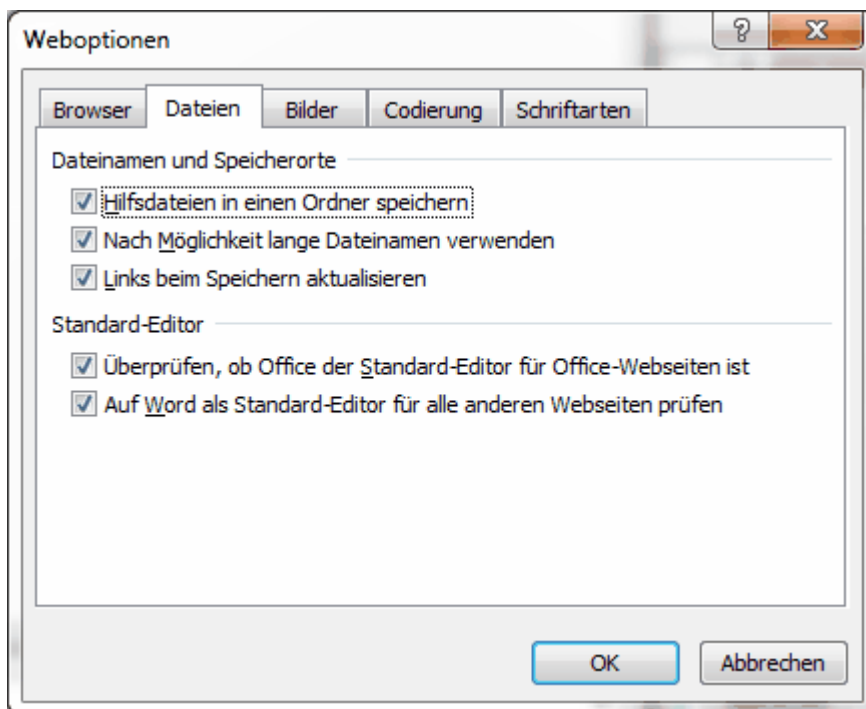 Weboptionen
Browser
Dateien
Bilder
Codierung
Schriftarten
Dateinamen und Speicherorte
Hilfsdateien in einen Ordner speichern
Nach Möglichkeit lange Dateinamen verwenden
Links beim Speichern aktualisieren
Standard-Editor
Überprüfen, ob Office der Standard-Editor für Office-Webseiten ist
Auf Word als Standard-Editor für alle anderen Webseiten prüfen
OK
Abbrechen